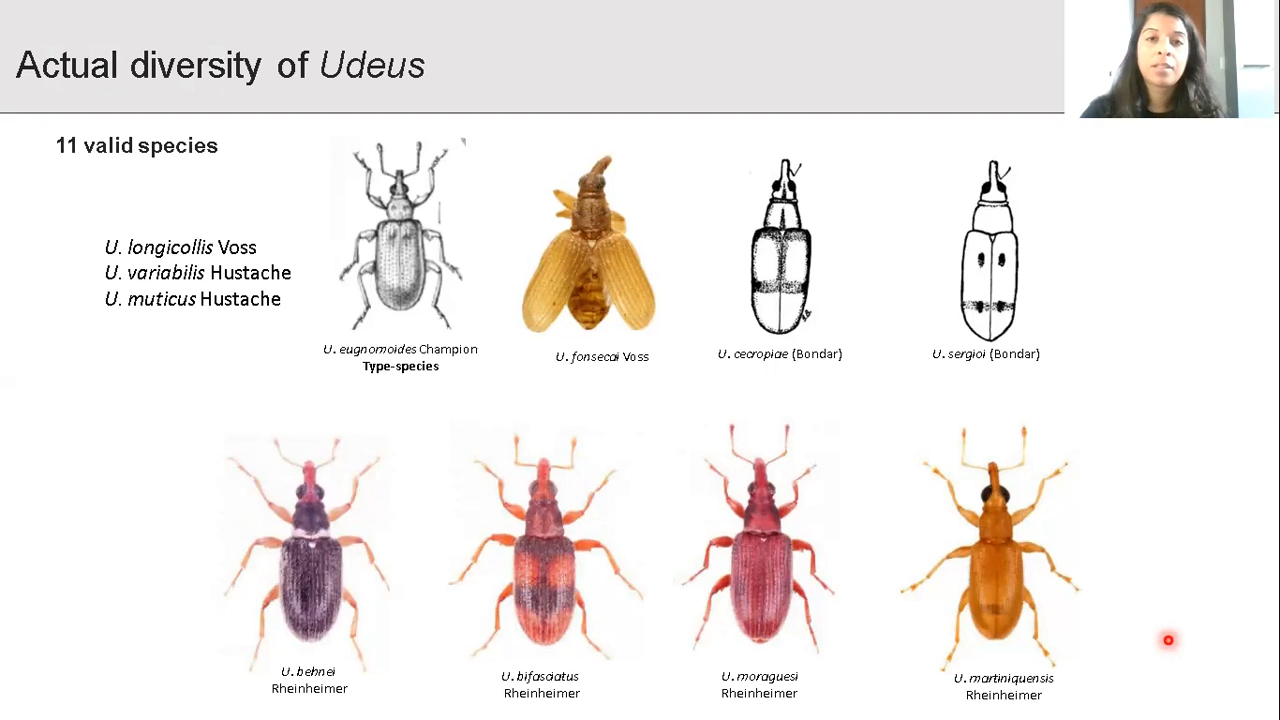 Actual diversity of Udeus
11 valid species
U. longicollis Voss
U. variabilis Hustache
U. muticus Hustache
U. eugnomoides Champion
Type-species
U. fonsecai Voss
U. cecropiae (Bondar)
U. sergioi (Bondar)
U. behnei
Rheinheimer
U. bifasciatus
Rheinheimer
U. moraguesi
Rheinheimer
U. martiniquensis
Rheinheimer